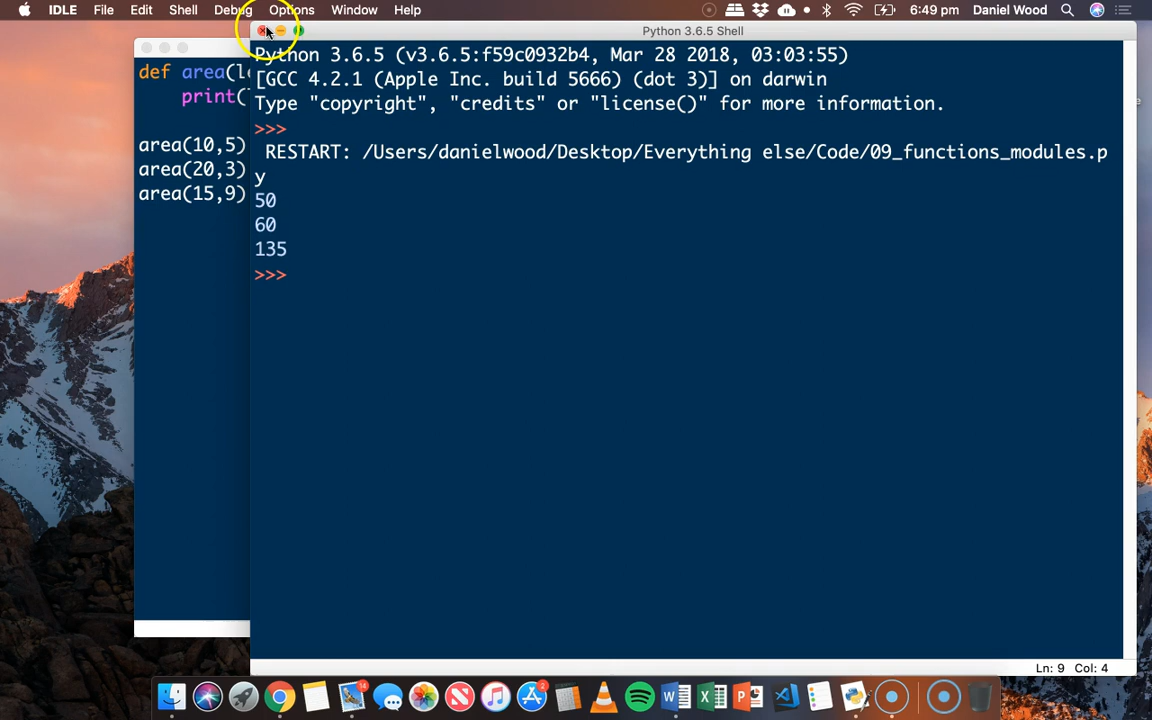 IDLE File Edit Shell Debug Options Window Help 6:49 pm Daniel Wood
Python 3.6.5 Shell
def area(l
print(
area(10,5)
area(20,3)
area(15,9)
Python 3.6.5 (v3.6.5:f59c0932b4, Mar 28 2018, 03:03:55)
[GCC 4.2.1 (Apple Inc. build 5666) (dot 3)] on darwin
Type "copyright", "credits" or "license()" for more information.
>>>
RESTART: /Users/danielwood/Desktop/Everything else/Code/09_functions_modules.p
y
50
60
135
>>>
Ln: 9 Col: 4